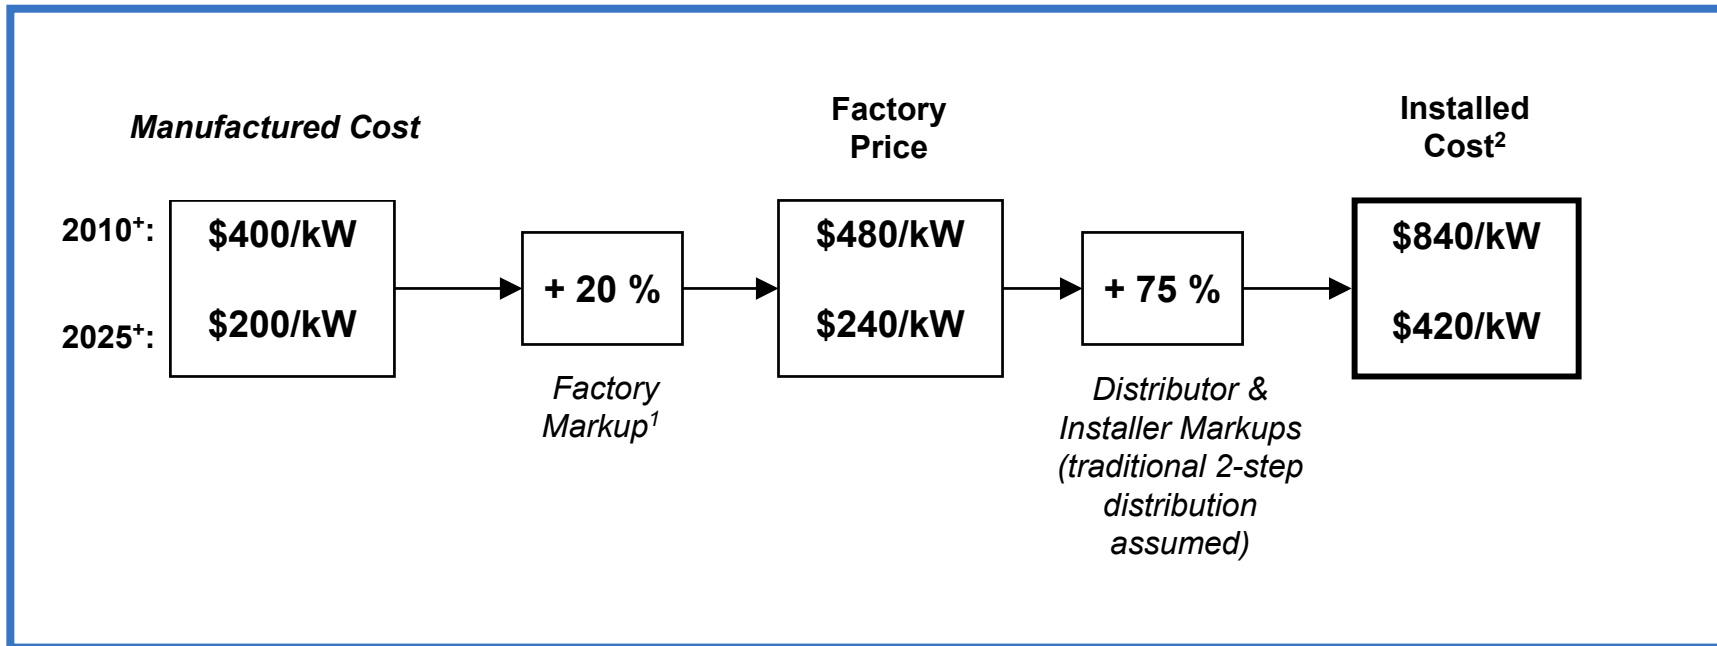 Manufactured Cost
Factory
Price
Installed
Cost²
2010⁺:
$400/kW
$480/kW
$840/kW
+ 20 %
+ 75 %
2025⁺:
$200/kW
$240/kW
$420/kW
Factory
Markup¹
Distributor &
Installer Markups
(traditional 2-step
distribution
assumed)